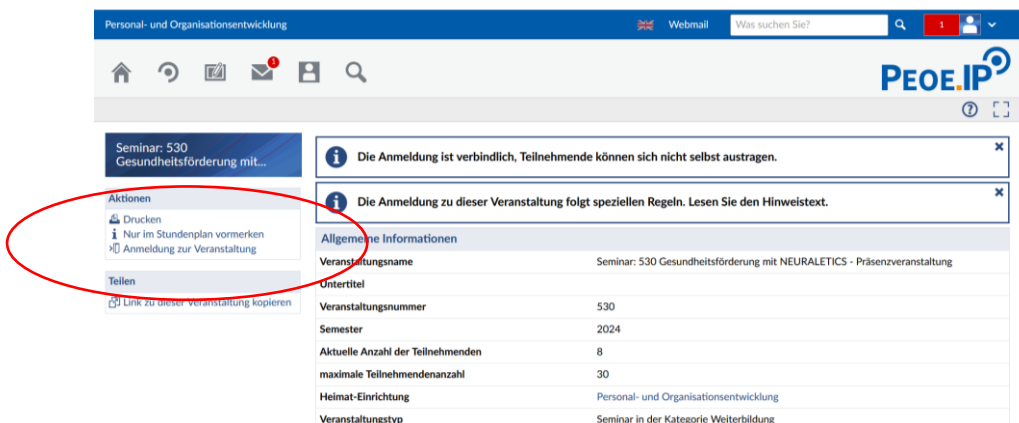 Personal- und Organisationsentwicklung
Webmail
Was suchen Sie?
1
1
PEOE.IP
Seminar: 530
Gesundheitsförderung mit...
Aktionen
Drucken
Nur im Stundenplan vormerken
Anmeldung zur Veranstaltung
Teilen
Link zu dieser Veranstaltung kopieren
Die Anmeldung ist verbindlich, Teilnehmende können sich nicht selbst austragen.
Die Anmeldung zu dieser Veranstaltung folgt speziellen Regeln. Lesen Sie den Hinweistext.
Allgemeine Informationen
Veranstaltungsname Seminar: 530 Gesundheitsförderung mit NEURALETICS - Präsenzveranstaltung
Untertitel
Veranstaltungsnummer 530
Semester 2024
Aktuelle Anzahl der Teilnehmenden 8
maximale Teilnehmendenanzahl 30
Heimat-Einrichtung Personal- und Organisationsentwicklung
Veranstaltungstyp Seminar in der Kategorie Weiterbildung